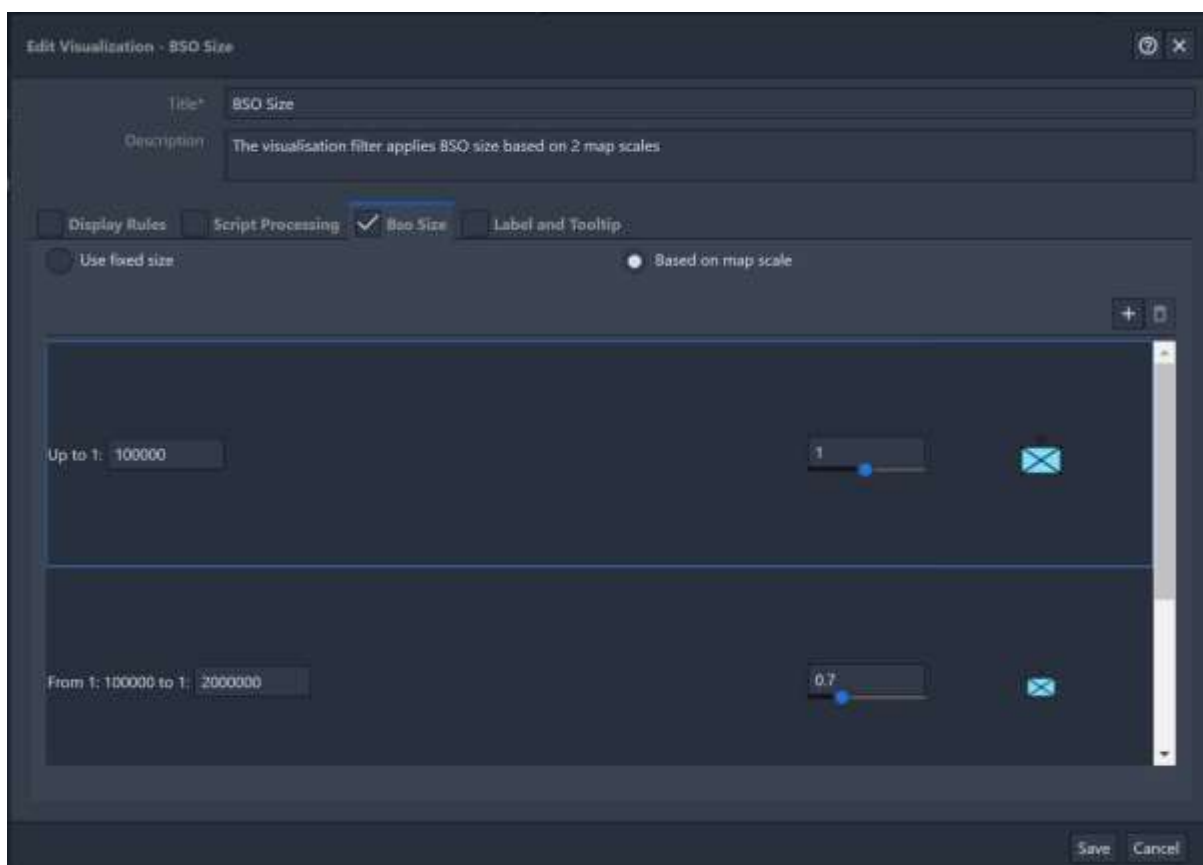 Edit Visualization - BSO Size
Title* BSO Size
Description The visualisation filter applies BSO size based on 2 map scales
Display Rules Script Processing Bso Size Label and Tooltip
Use fixed size Based on map scale
Up to 1: 100000 1
From 1: 100000 to 1: 2000000 0.7
Save Cancel